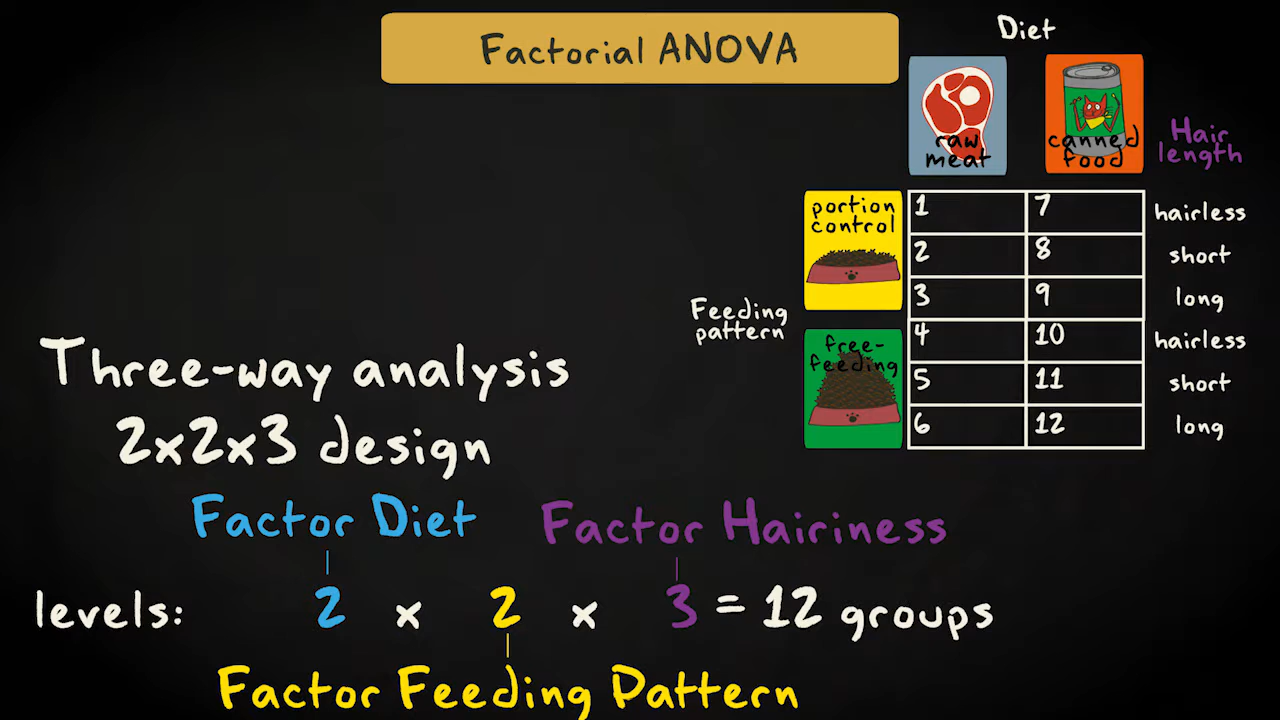 Factorial ANOVA
Diet
raw
meat
canned
food
Hair
length
portion
control
1 7 hairless
2 8 short
3 9 long
Feeding
pattern
free-
feeding
4 10 hairless
5 11 short
6 12 long
Three-way analysis
2x2x3 design
Factor Diet Factor Hairiness
levels: 2 x 2 x 3 = 12 groups
Factor Feeding Pattern